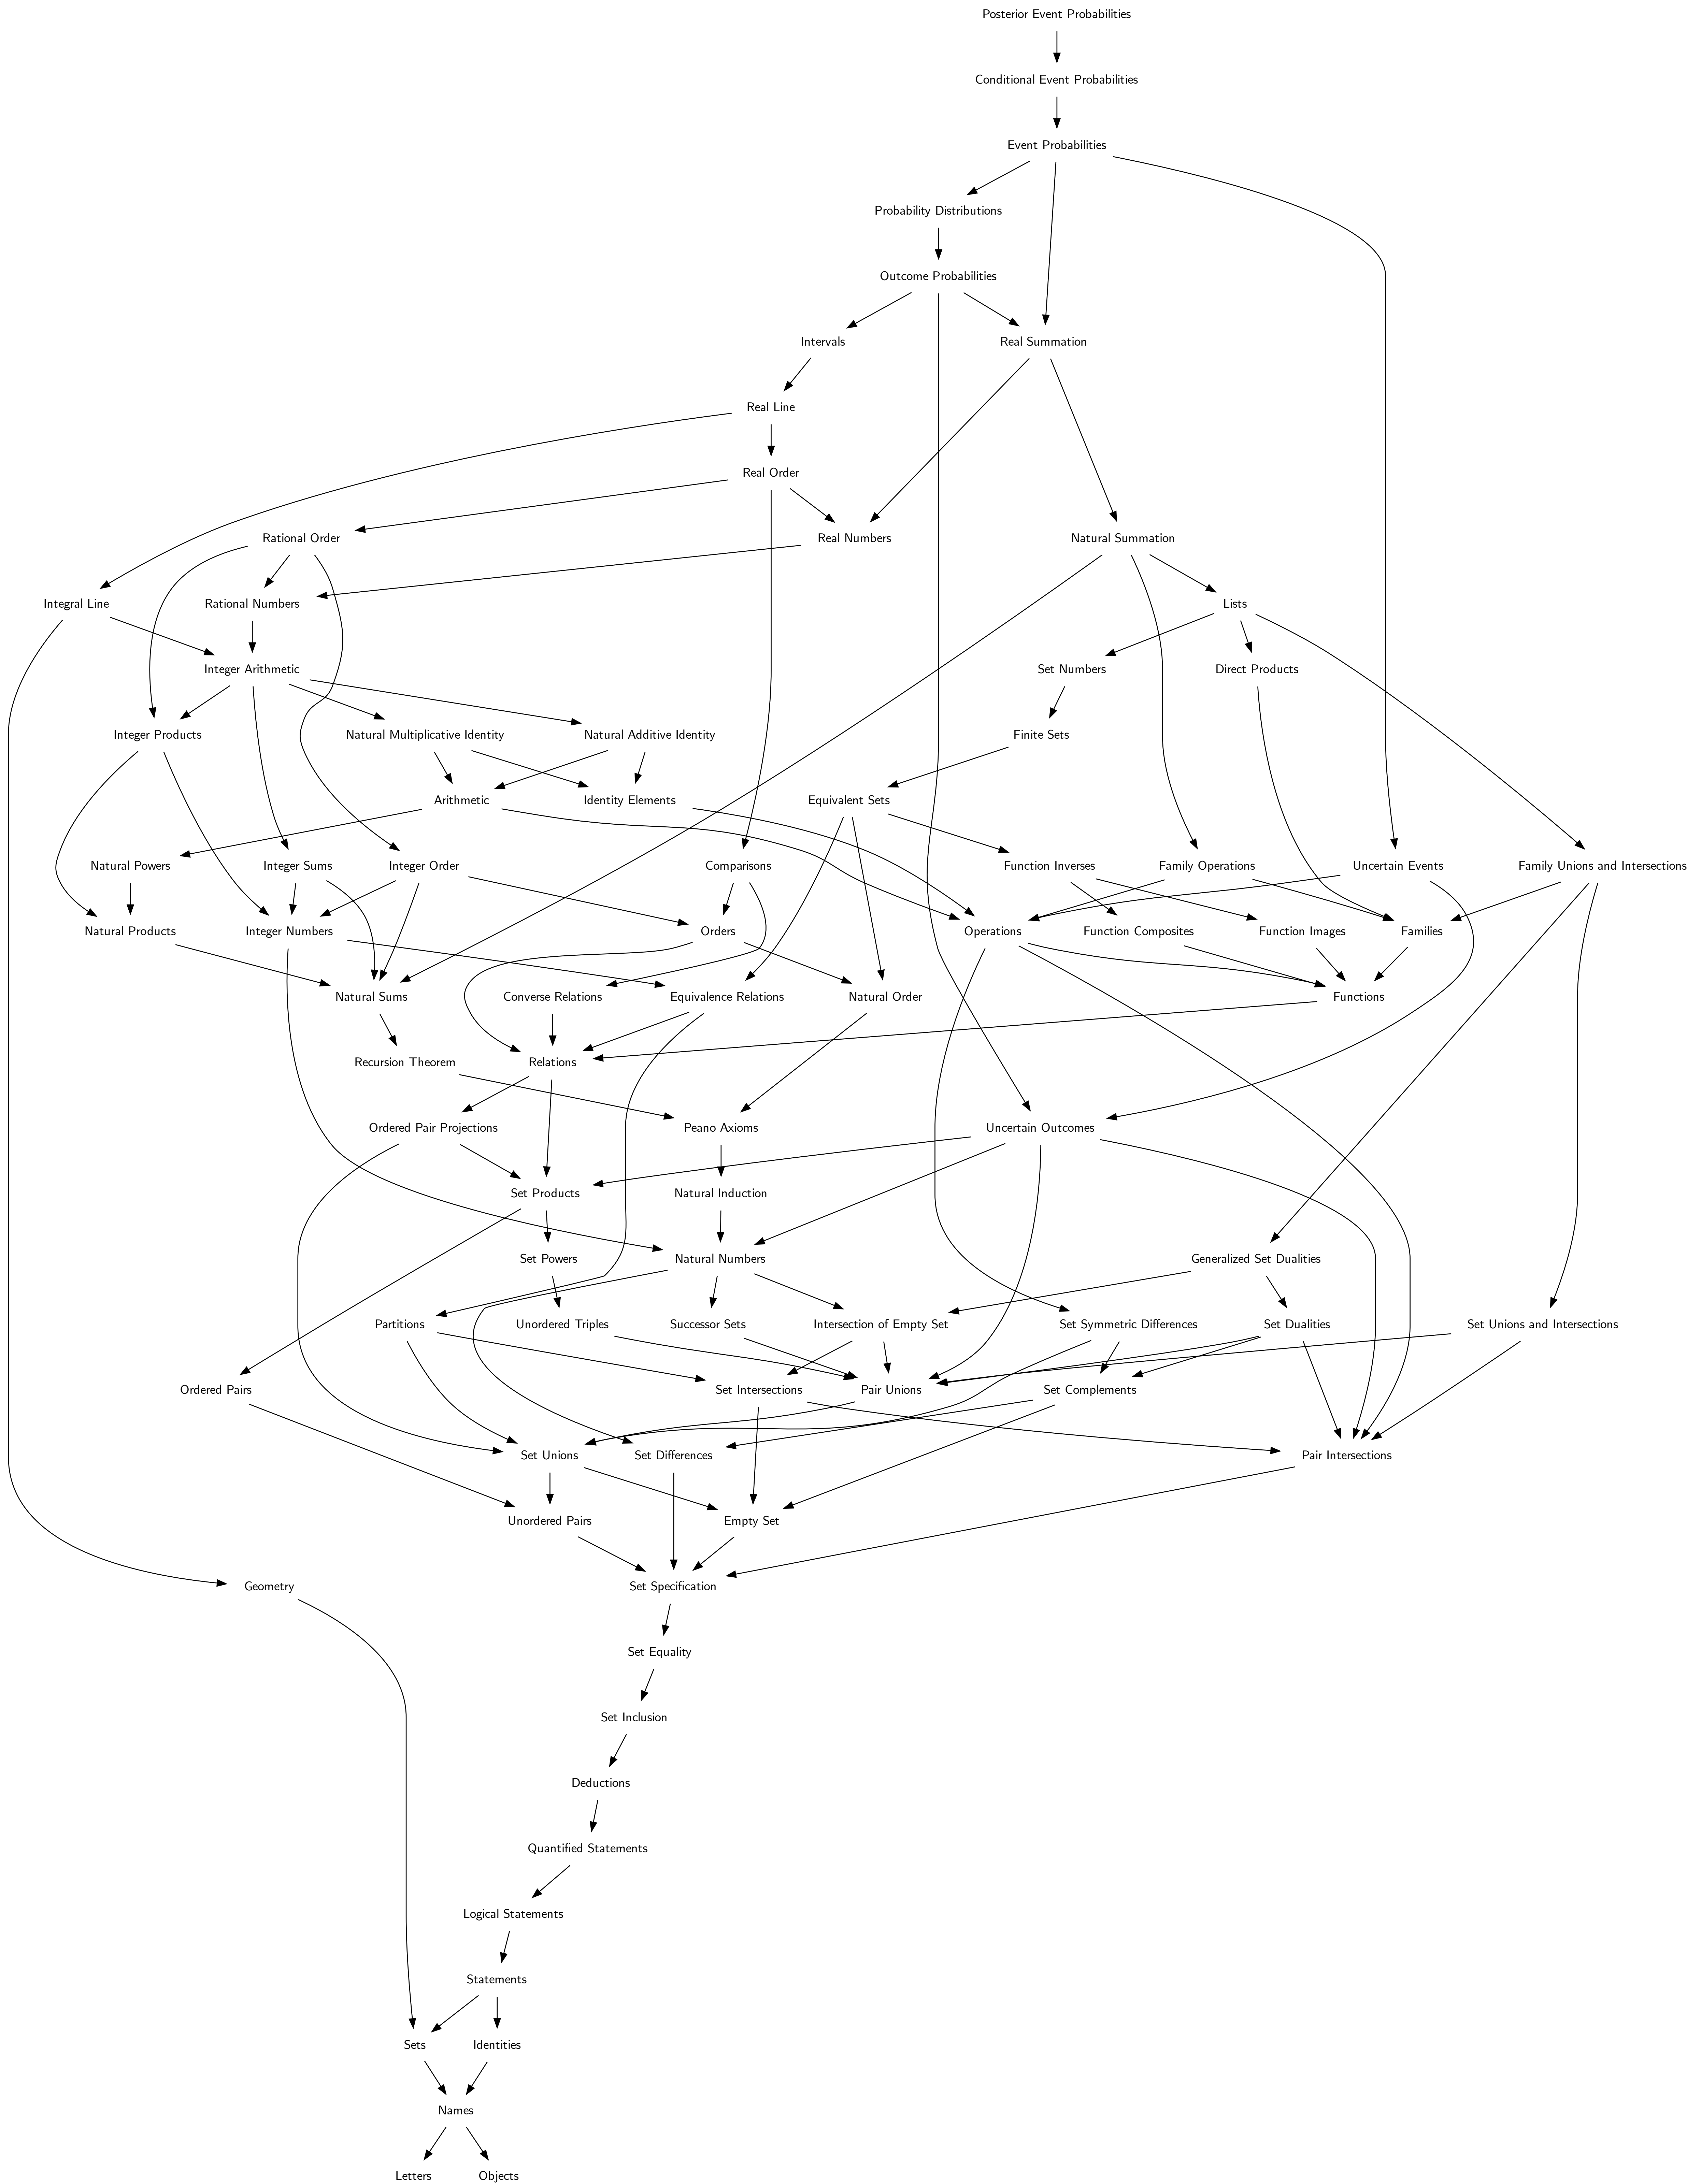 Posterior Event Probabilities
Conditional Event Probabilities
Event Probabilities
Probability Distributions
Outcome Probabilities
Intervals
Real Summation
Real Line
Real Order
Rational Order
Real Numbers
Natural Summation
Integral Line
Rational Numbers
Lists
Integer Arithmetic
Set Numbers
Direct Products
Integer Products
Natural Multiplicative Identity
Natural Additive Identity
Finite Sets
Arithmetic
Identity Elements
Equivalent Sets
Natural Powers
Integer Sums
Integer Order
Comparisons
Function Inverses
Family Operations
Uncertain Events
Family Unions and Intersections
Natural Products
Integer Numbers
Orders
Operations
Function Composites
Function Images
Families
Natural Sums
Converse Relations
Equivalence Relations
Natural Order
Functions
Recursion Theorem
Relations
Ordered Pair Projections
Peano Axioms
Uncertain Outcomes
Set Products
Natural Induction
Set Powers
Natural Numbers
Generalized Set Dualities
Partitions
Unordered Triples
Successor Sets
Intersection of Empty Set
Set Symmetric Differences
Set Dualities
Set Unions and Intersections
Ordered Pairs
Set Intersections
Pair Unions
Set Complements
Set Unions
Set Differences
Pair Intersections
Unordered Pairs
Empty Set
Geometry
Set Specification
Set Equality
Set Inclusion
Deductions
Quantified Statements
Logical Statements
Statements
Sets
Identities
Names
Letters
Objects